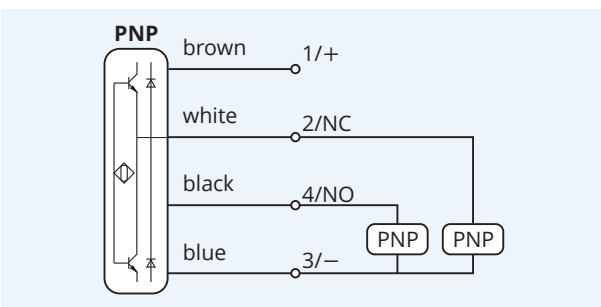 PNP
brown 1/+
white 2/NC
black 4/NO
PNP PNP
blue 3/−